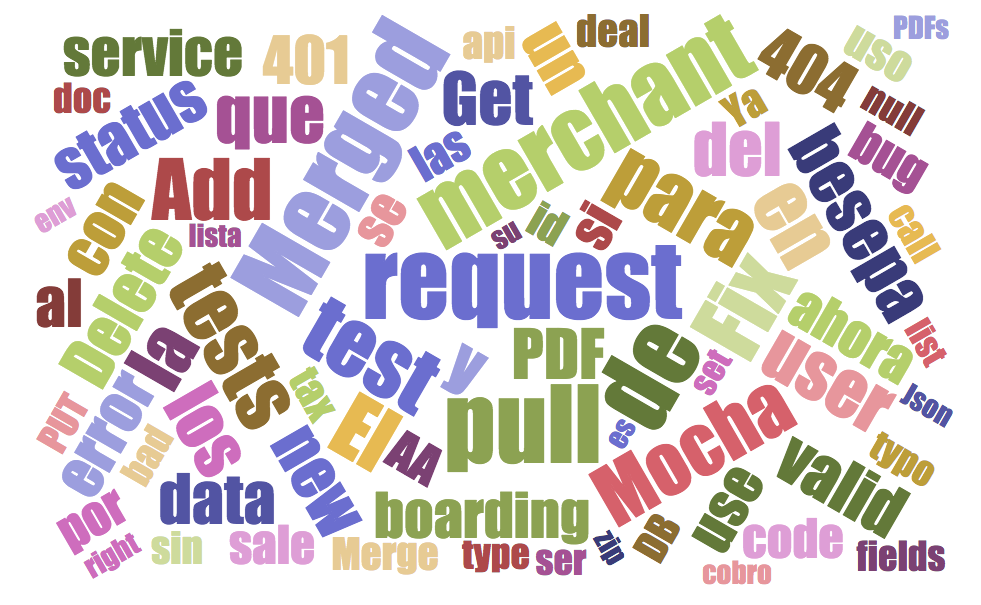 service
401
Merged
api
un
deal
merchant
404
uso
PDFs
doc
status
que
Get
las
Ya
null
del
bug
besepa
Add
env
con
lista
se
su
id
si
para
en
call
al
Delete
tests
request
Fix
ahora
list
la
test
y
PDF
de
set
user
json
PUT
error
bad
los
tax
El
AA
pull
es
Mocha
valid
typo
new
data
por
right
sin
sale
Merge
boarding
type
ser
zip
DB
use
code
cobro
fields